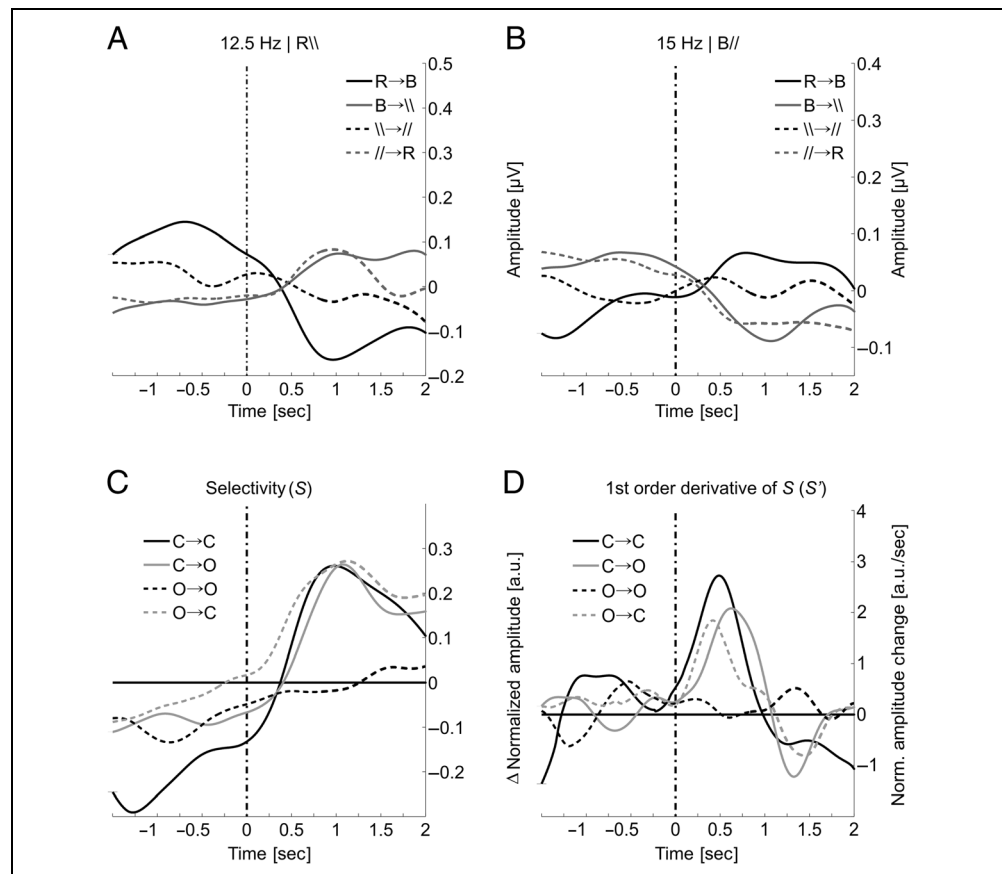 A
12.5 Hz | R\\
R→B
B→\\
\\→//
//→R
0.5
0.4
0.3
0.2
0.1
0
−0.1
−0.2
Amplitude [µV]
−1 −0.5 0 0.5 1 1.5 2
Time [sec]
B
15 Hz | B//
R→B
B→\\
\\→//
//→R
0.4
0.3
0.2
0.1
0
−0.1
Amplitude [µV]
−1 −0.5 0 0.5 1 1.5 2
Time [sec]
C
Selectivity (S)
C→C
C→O
O→O
O→C
0.3
0.2
0.1
0
−0.1
−0.2
Δ Normalized amplitude [a.u.]
−1 −0.5 0 0.5 1 1.5 2
Time [sec]
D
1st order derivative of S (S’)
C→C
C→O
O→O
O→C
4
3
2
1
0
−1
Norm. amplitude change [a.u./sec]
−1 −0.5 0 0.5 1 1.5 2
Time [sec]